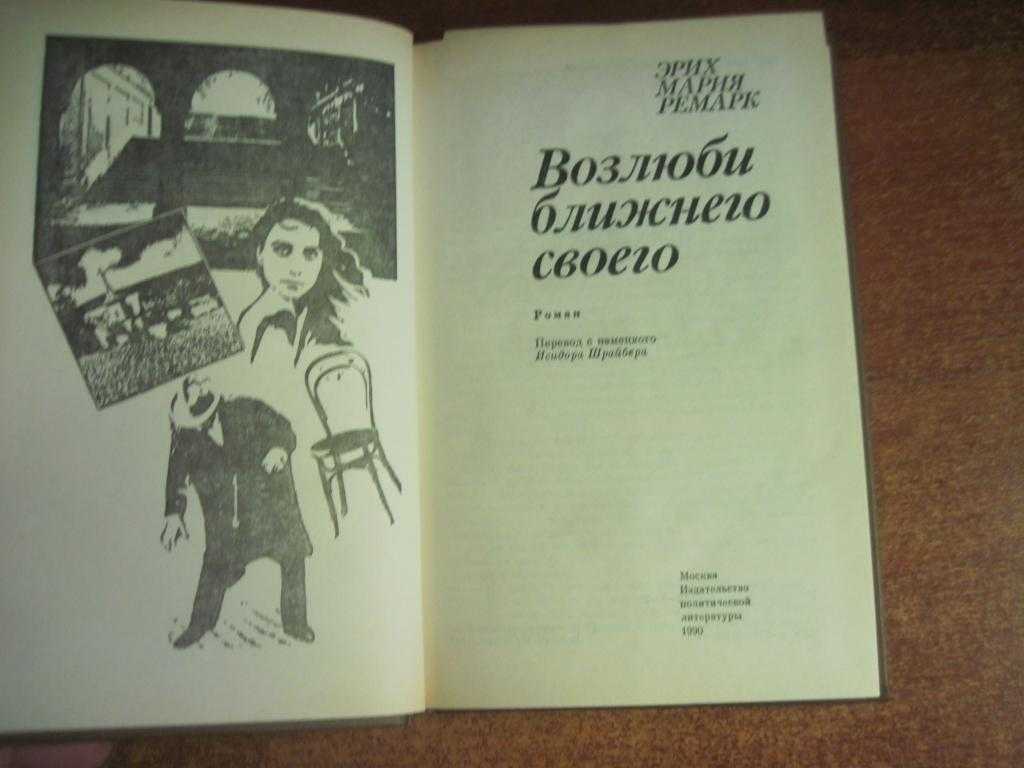 ЭРИХ
МАРИЯ
РЕМАРК
Возлюби
ближнего
своего
Роман
Перевод с немецкого
Исидора Шрайбера
Москва
Издательство
политической
литературы
1990